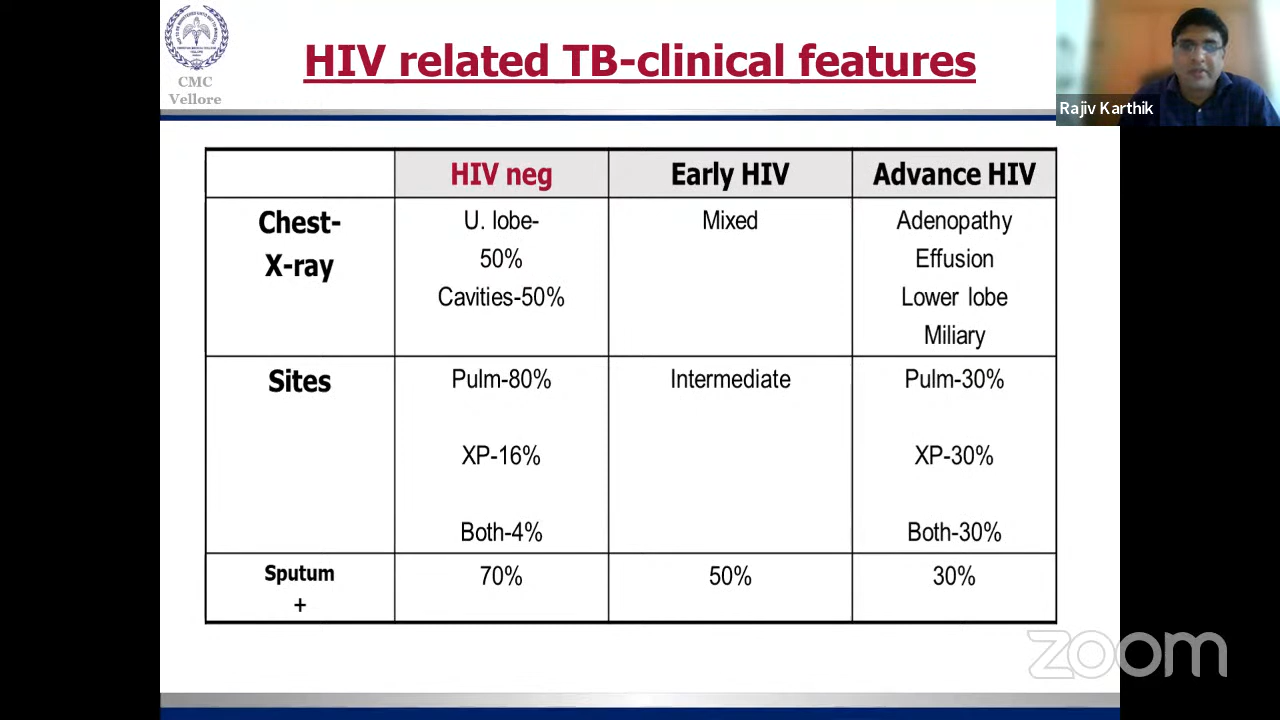 CMC
Vellore
HIV related TB-clinical features
Rajiv Karthik
HIV neg
Early HIV
Advance HIV
Chest-
X-ray
U. lobe-
50%
Cavities-50%
Mixed
Adenopathy
Effusion
Lower lobe
Miliary
Sites
Pulm-80%
XP-16%
Both-4%
Intermediate
Pulm-30%
XP-30%
Both-30%
Sputum
+
70%
50%
30%
zoom